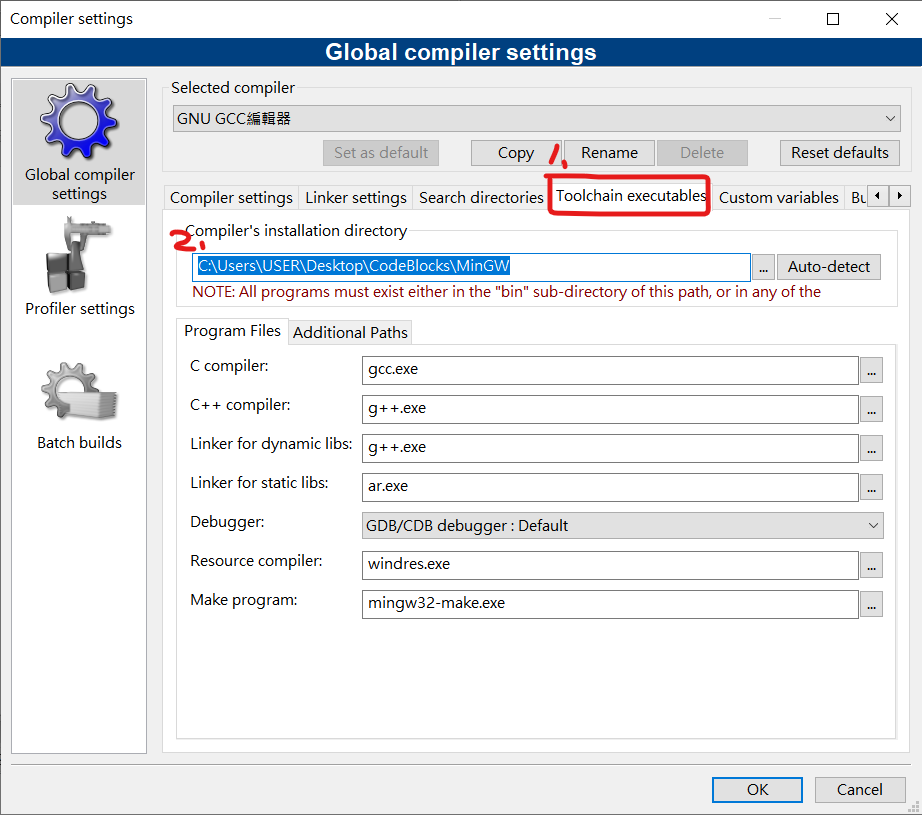 Compiler settings
Global compiler settings
Global compiler
settings
Profiler settings
Batch builds
Selected compiler
GNU GCC編輯器
Set as default
Copy
Rename
Delete
Reset defaults
1.
Compiler settings
Linker settings
Search directories
Toolchain executables
Custom variables
Bu
2.
Compiler's installation directory
C:\Users\USER\Desktop\CodeBlocks\MinGW
...
Auto-detect
NOTE: All programs must exist either in the "bin" sub-directory of this path, or in any of the
Program Files
Additional Paths
C compiler:
gcc.exe
...
C++ compiler:
g++.exe
...
Linker for dynamic libs:
g++.exe
...
Linker for static libs:
ar.exe
...
Debugger:
GDB/CDB debugger : Default
Resource compiler:
windres.exe
...
Make program:
mingw32-make.exe
...
OK
Cancel